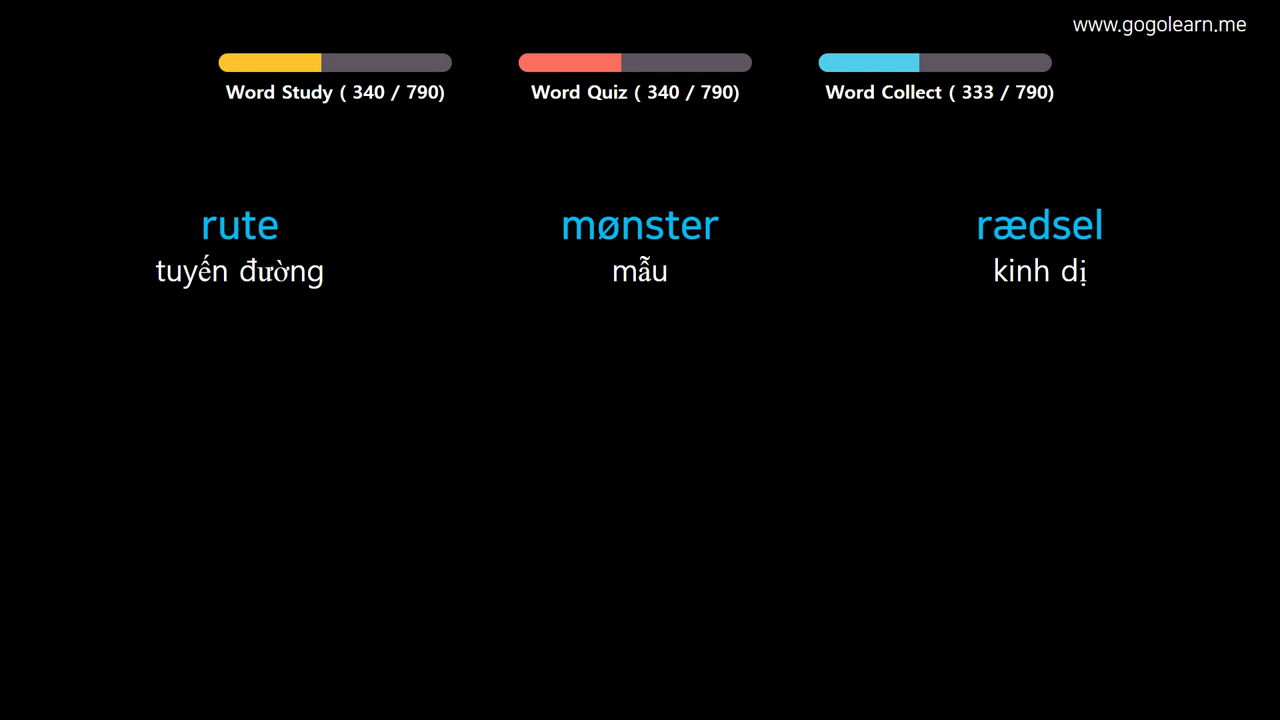 www.gogolearn.me
Word Study ( 340 / 790)
Word Quiz ( 340 / 790)
Word Collect ( 333 / 790)
rute
tuyến đường
mønster
mẫu
rædsel
kinh dị